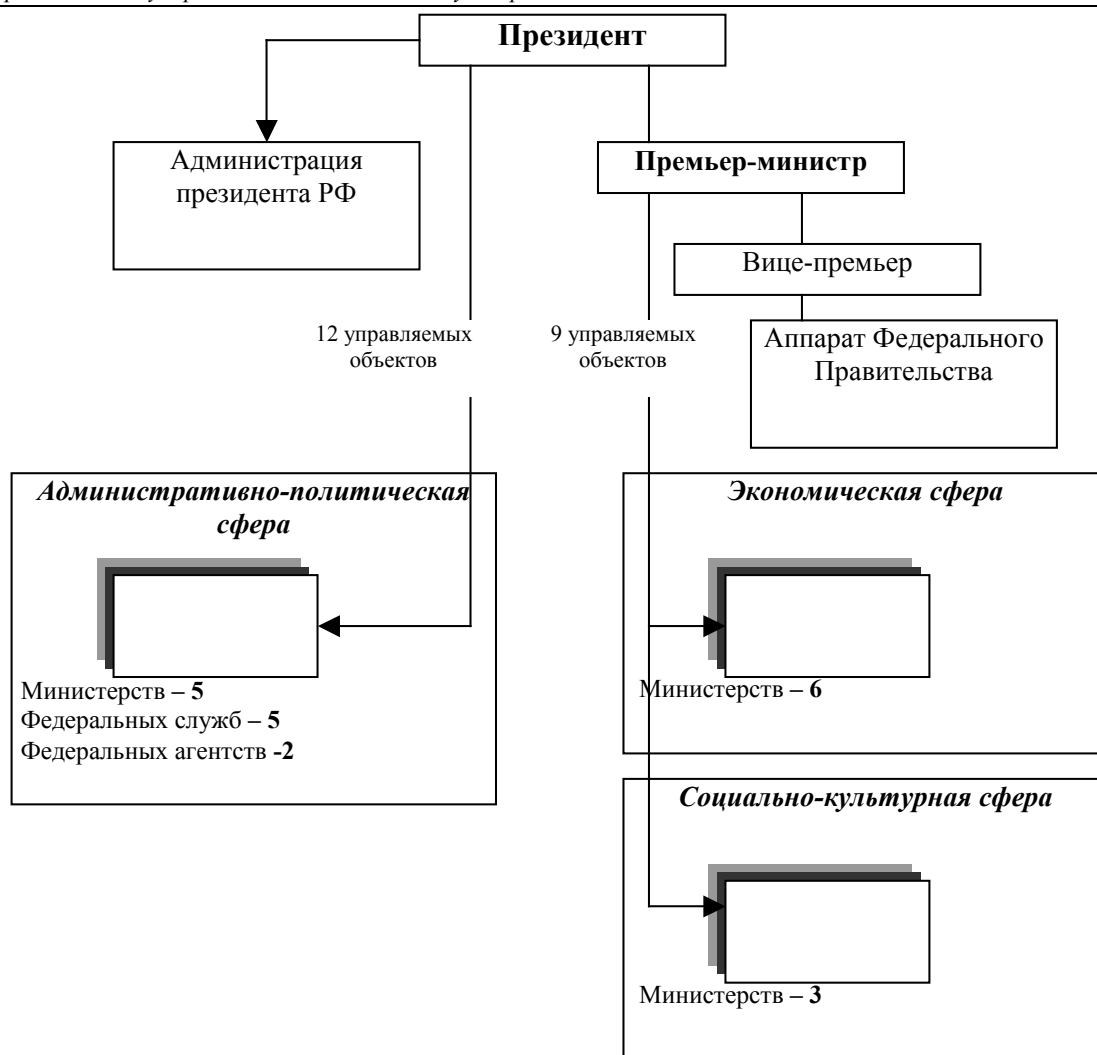 Президент
Администрация
президента РФ
Премьер-министр
Вице-премьер
12 управляемых
объектов
9 управляемых
объектов
Аппарат Федерального
Правительства
Административно-политическая
сфера
Министерств – 5
Федеральных служб – 5
Федеральных агентств -2
Экономическая сфера
Министерств – 6
Социально-культурная сфера
Министерств – 3